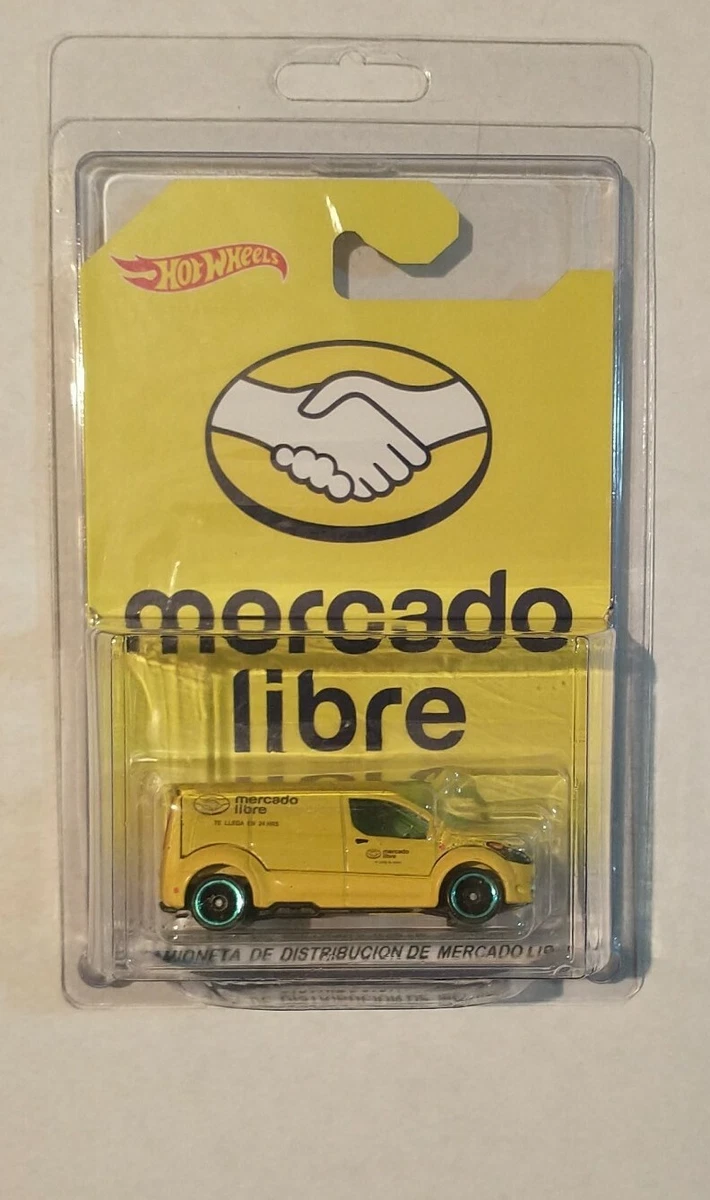 HOT WHEELS
mercado
libre
mercado
libre
TE LLEGA EN 24 HRS
mercado
libre
DE DISTRIBUCION DE MERCADO